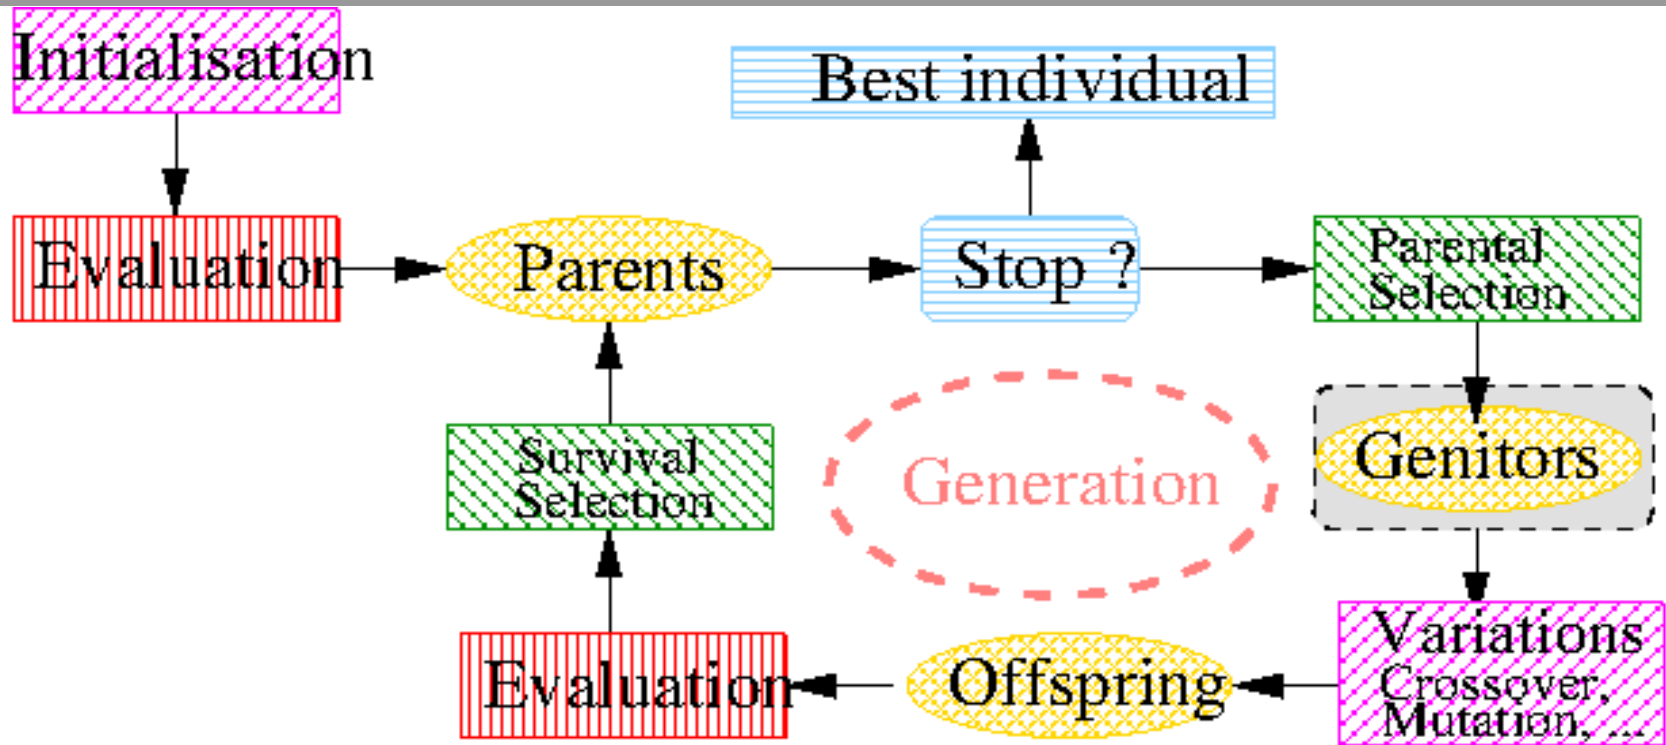 Initialisation
Best individual
Evaluation
Parents
Stop ?
Parental
Selection
Survival
Selection
Generation
Genitors
Evaluation
Offspring
Variations
Crossover,
Mutation, ...